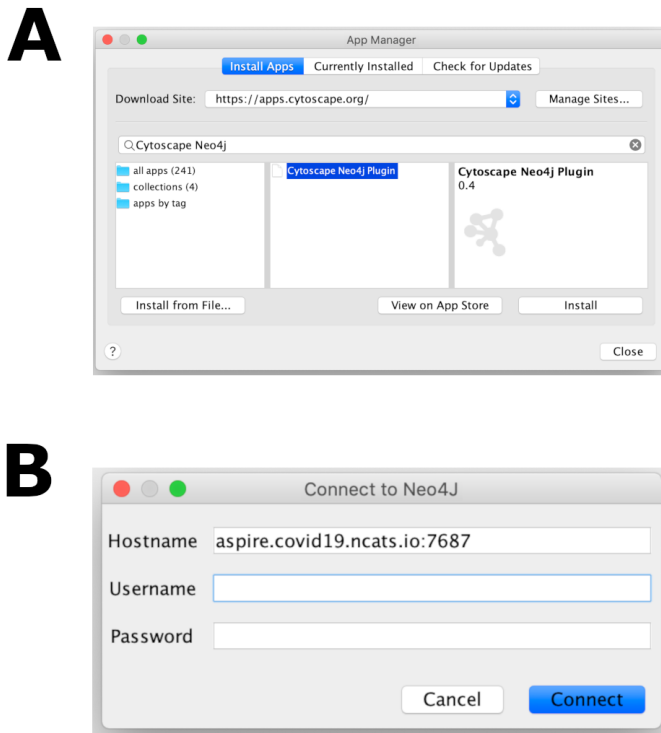 A
App Manager
Install Apps Currently Installed Check for Updates
Download Site: https://apps.cytoscape.org/ Manage Sites...
Cytoscape Neo4j
all apps (241)
collections (4)
apps by tag
Cytoscape Neo4j Plugin
Cytoscape Neo4j Plugin
0.4
Install from File... View on App Store Install
? Close
B
Connect to Neo4J
Hostname aspire.covid19.ncats.io:7687
Username
Password
Cancel Connect